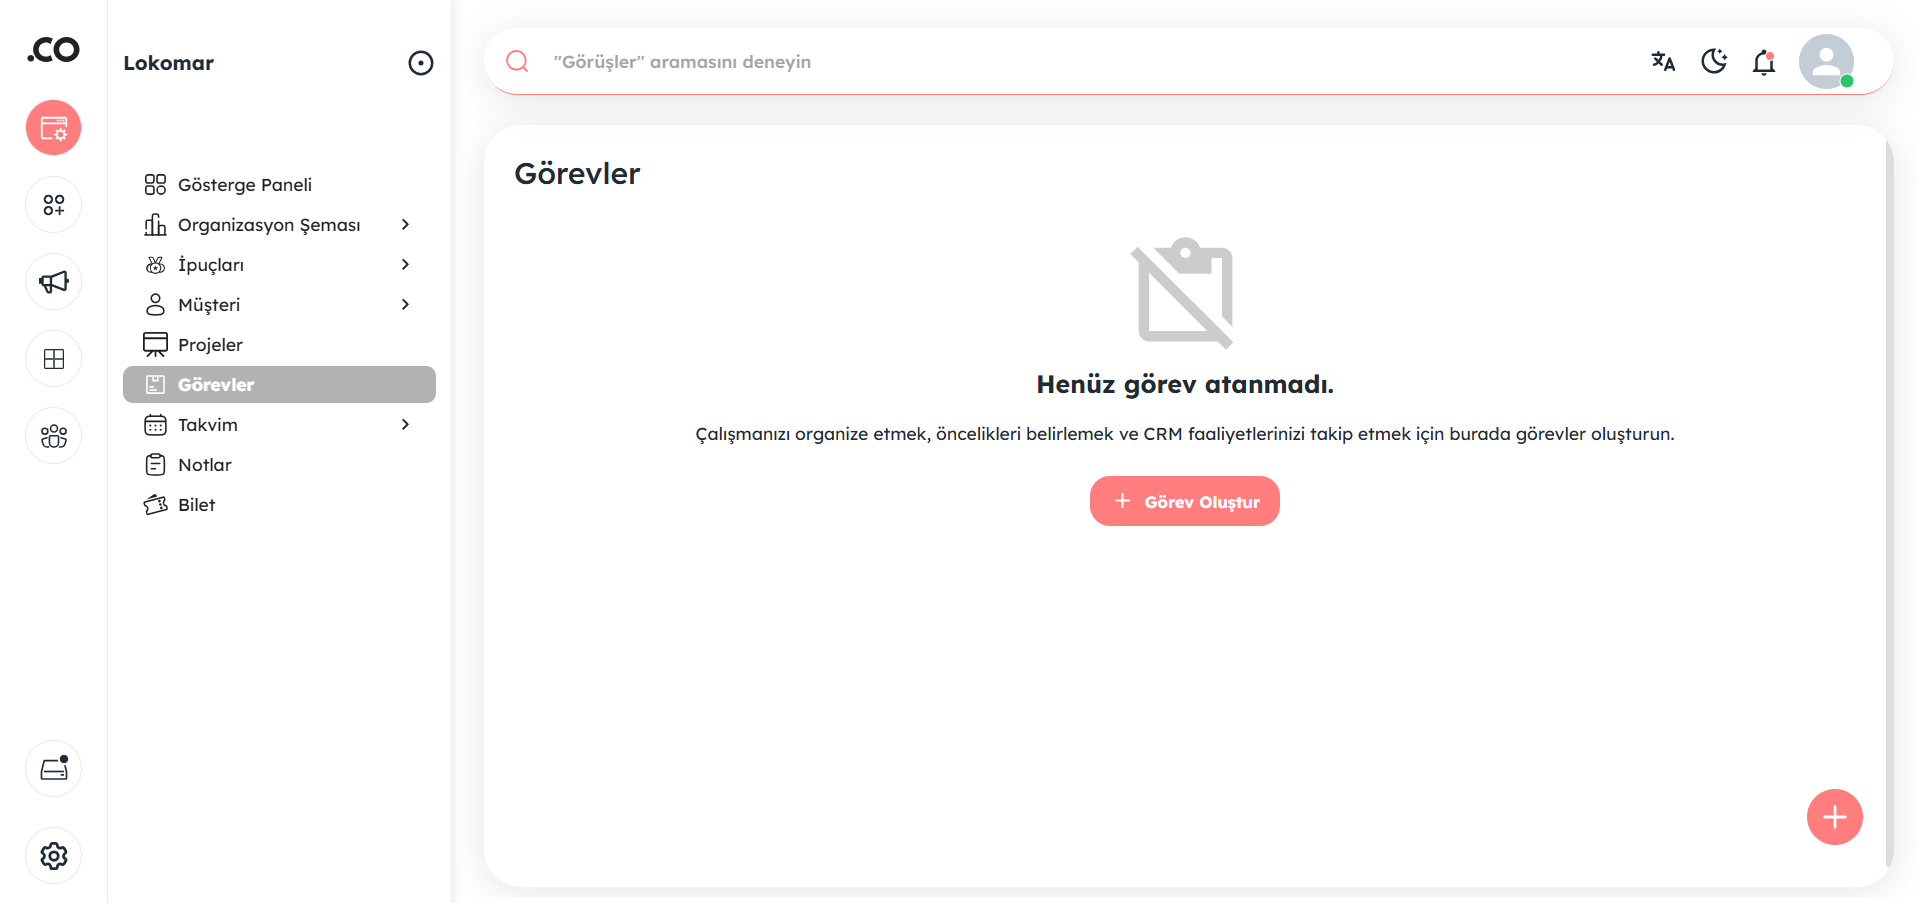 .CO
Lokomar
"Görüşler" aramasını deneyin
Gösterge Paneli
Organizasyon Şeması
İpuçları
Müşteri
Projeler
Görevler
Takvim
Notlar
Bilet
Görevler
Henüz görev atanmadı.
Çalışmanızı organize etmek, öncelikleri belirlemek ve CRM faaliyetlerinizi takip etmek için burada görevler oluşturun.
Görev Oluştur